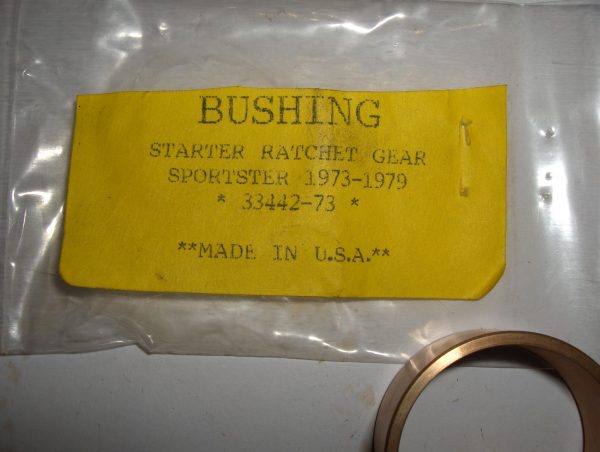 BUSHING
STARTER RATCHET GEAR
SPORTSTER 1973-1979
* 33442-73 *
**MADE IN U.S.A.**